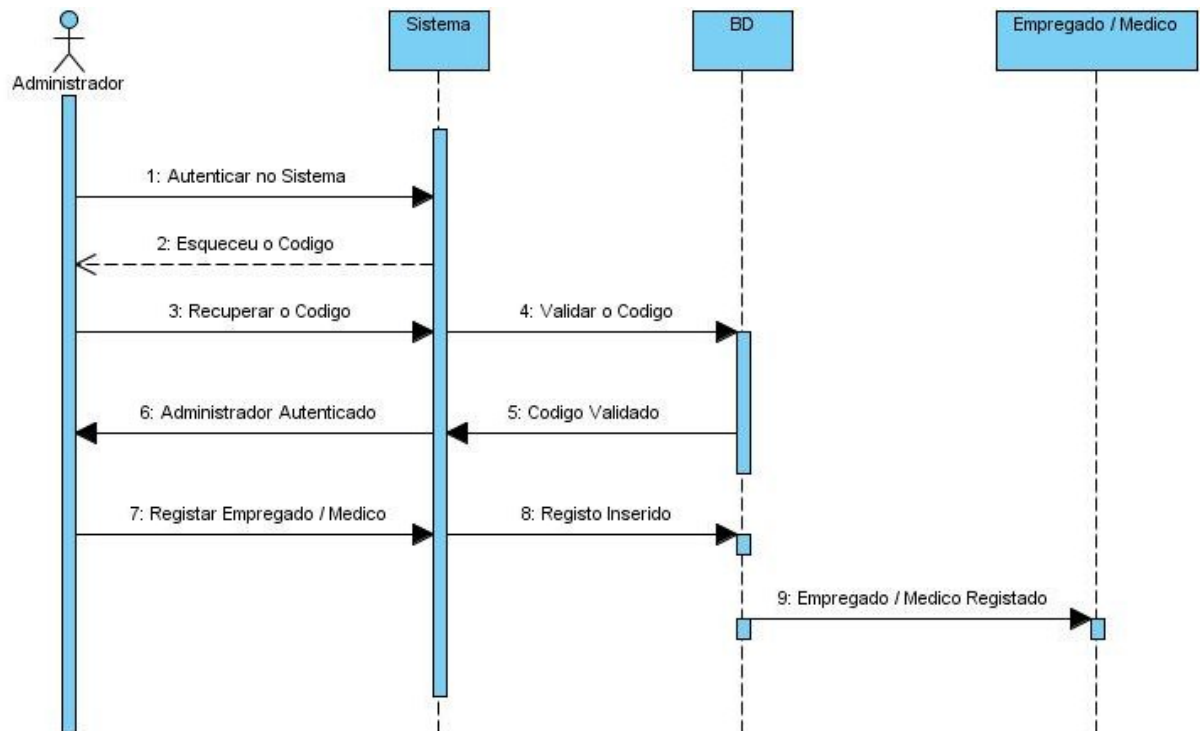 Sistema
BD
Empregado / Medico
Administrador
1: Autenticar no Sistema
2: Esqueceu o Codigo
3: Recuperar o Codigo
4: Validar o Codigo
6: Administrador Autenticado
5: Codigo Validado
7: Registar Empregado / Medico
8: Registo Inserido
9: Empregado / Medico Registado